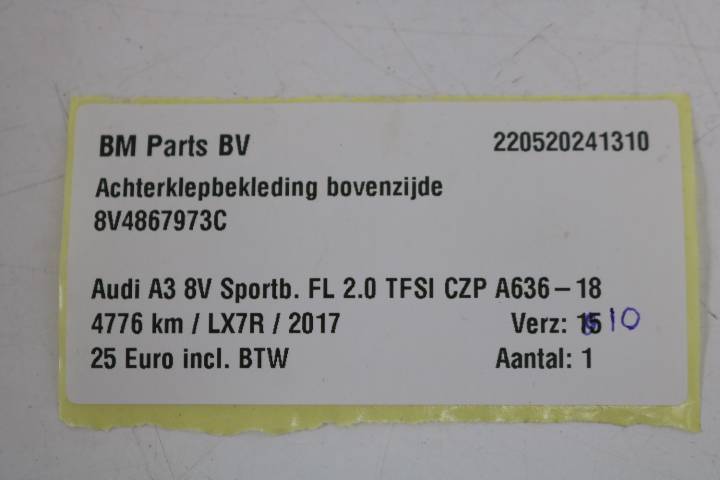 BM Parts BV 220520241310
Achterklepbekleding bovenzijde
8V4867973C
Audi A3 8V Sportb. FL 2.0 TFSI CZP A636-18
4776 km / LX7R / 2017 Verz: 15 10
25 Euro incl. BTW Aantal: 1